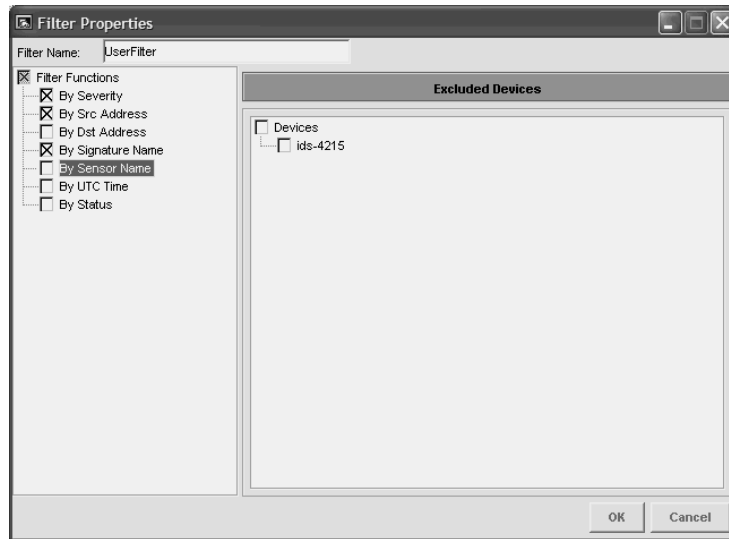 Filter Properties
Filter Name: UserFilter
Filter Functions
By Severity
By Src Address
By Dst Address
By Signature Name
By Sensor Name
By UTC Time
By Status
Excluded Devices
Devices
ids-4215
OK Cancel